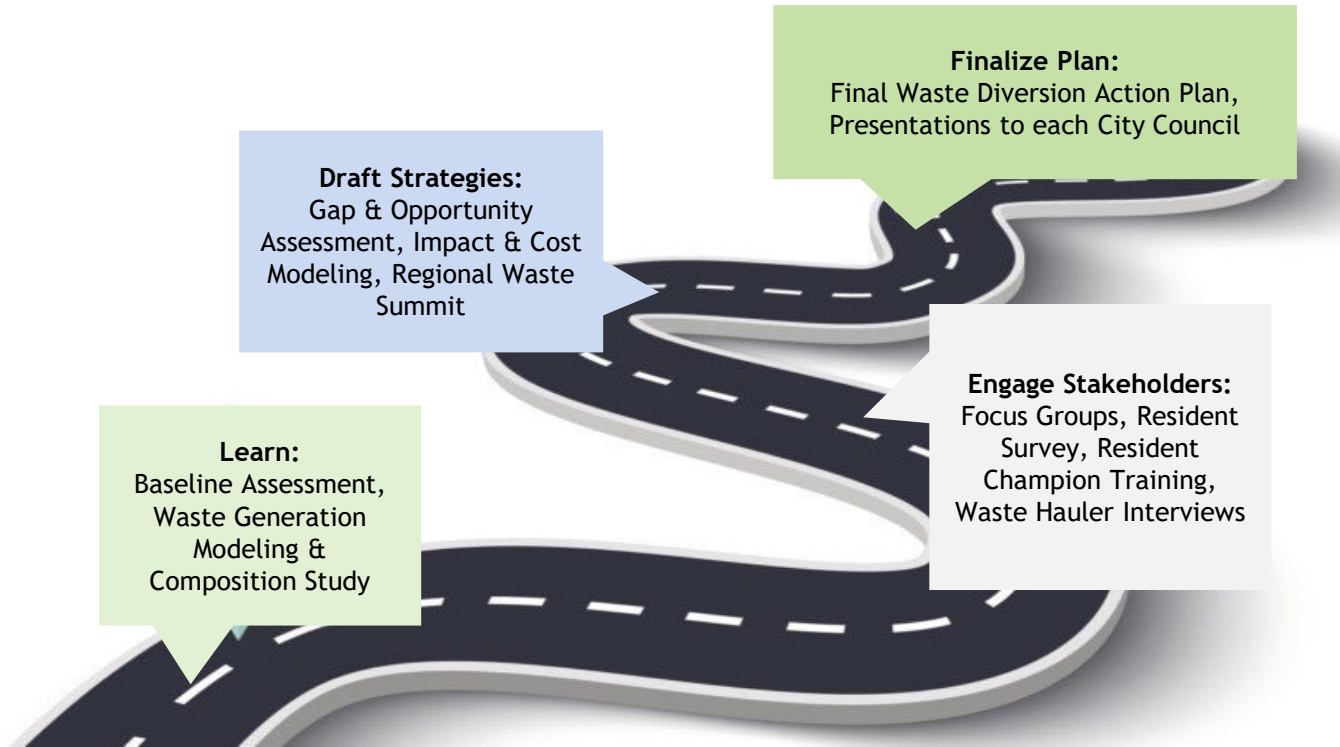 Finalize Plan:
Final Waste Diversion Action Plan,
Presentations to each City Council
Draft Strategies:
Gap & Opportunity
Assessment, Impact & Cost
Modeling, Regional Waste
Summit
Engage Stakeholders:
Focus Groups, Resident
Survey, Resident
Champion Training,
Waste Hauler Interviews
Learn:
Baseline Assessment,
Waste Generation
Modeling &
Composition Study